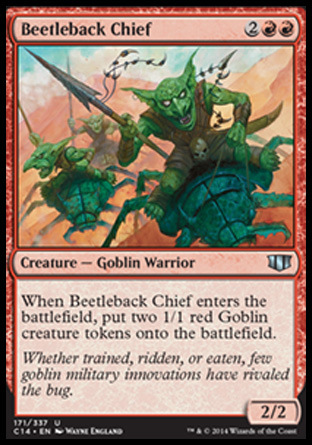 Beetleback Chief 2
Creature — Goblin Warrior
When Beetleback Chief enters the
battlefield, put two 1/1 red Goblin
creature tokens onto the battlefield.
Whether trained, ridden, or eaten, few
goblin military innovations have rivaled
the bug.
2/2
171/337 U
C14 • EN Wayne England
™ & © 2014 Wizards of the Coast